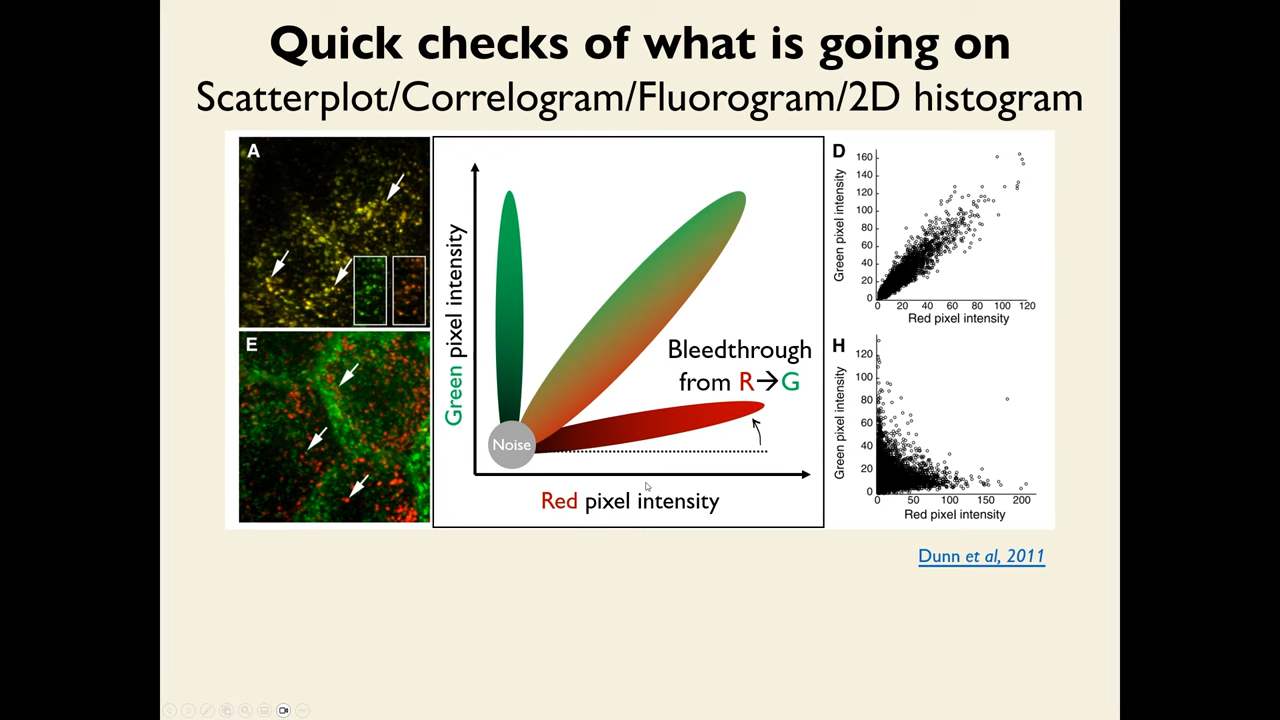 Quick checks of what is going on
Scatterplot/Correlogram/Fluorogram/2D histogram
A
E
Green pixel intensity
Noise
Bleedthrough
from R→G
Red pixel intensity
D
Green pixel intensity
160
140
120
100
80
60
40
20
0
0 20 40 60 80 100 120
Red pixel intensity
H
Green pixel intensity
120
100
80
60
40
20
0
0 50 100 150 200
Red pixel intensity
Dunn et al, 2011